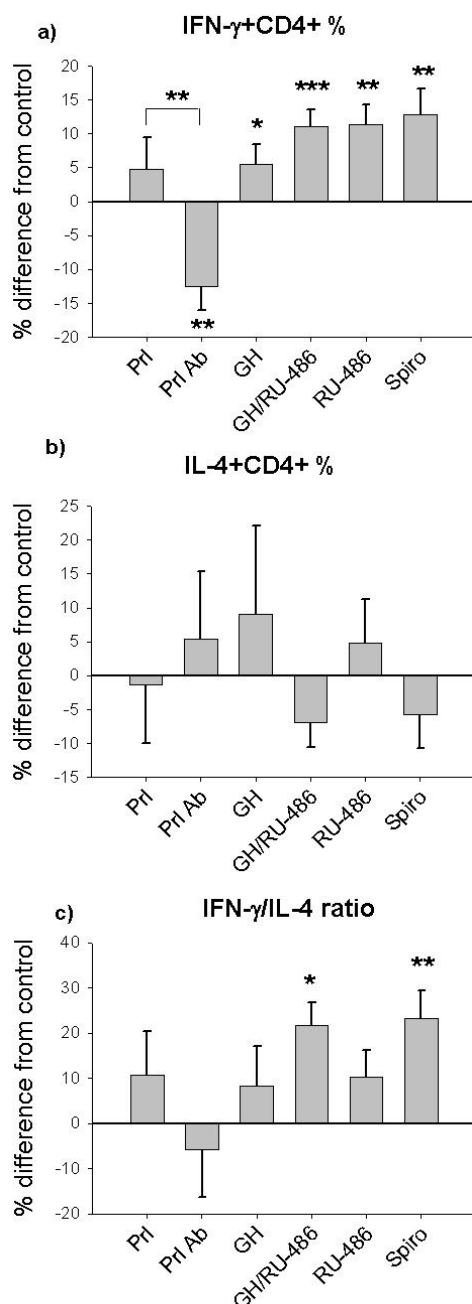 a)
IFN-γ+CD4+ %
% difference from control
20
15
10
5
0
-5
-10
-15
-20
**
**
*
***
**
**
Prl
Prl Ab
GH
GH/RU-486
RU-486
Spiro
b)
IL-4+CD4+ %
% difference from control
25
20
15
10
5
0
-5
-10
-15
Prl
Prl Ab
GH
GH/RU-486
RU-486
Spiro
c)
IFN-γ/IL-4 ratio
% difference from control
40
30
20
10
0
-10
-20
*
**
Prl
Prl Ab
GH
GH/RU-486
RU-486
Spiro